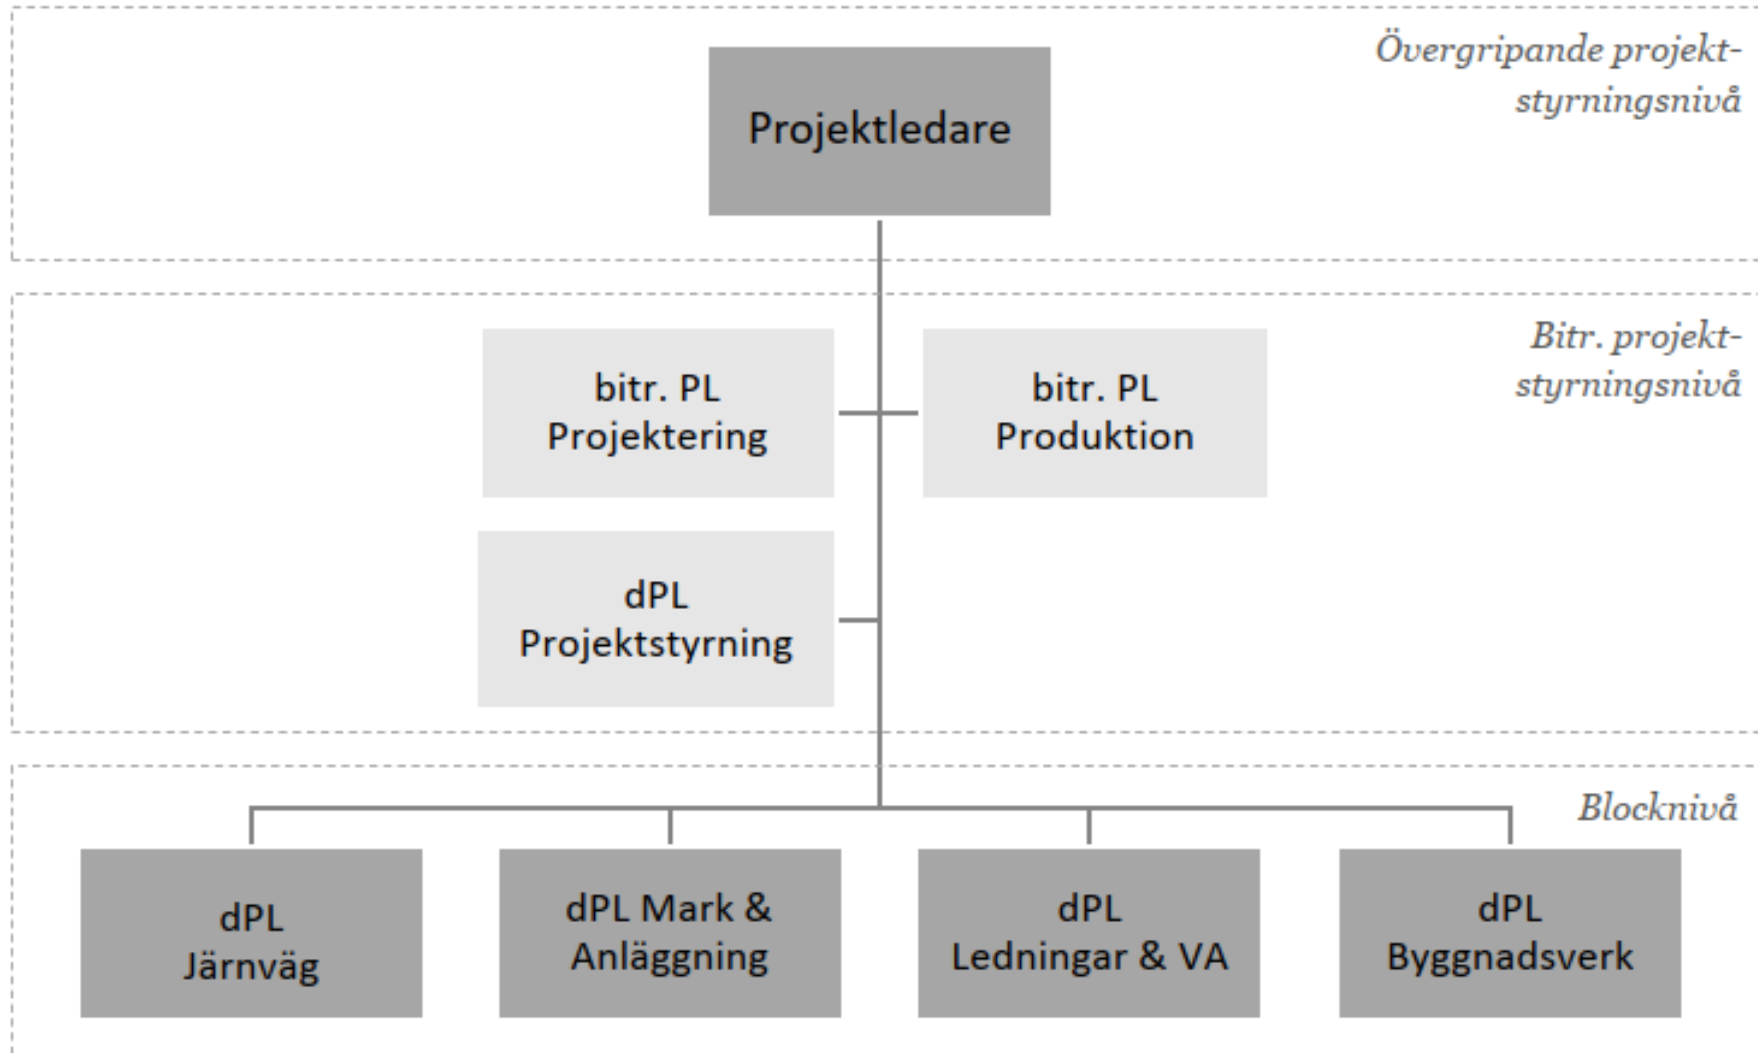 Övergripande projekt-
styrningsnivå
Projektledare
Bitr. projekt-
styrningsnivå
bitr. PL
Projektering
bitr. PL
Produktion
dPL
Projektstyrning
Blocknivå
dPL
Järnväg
dPL Mark &
Anläggning
dPL
Ledningar & VA
dPL
Byggnadsverk